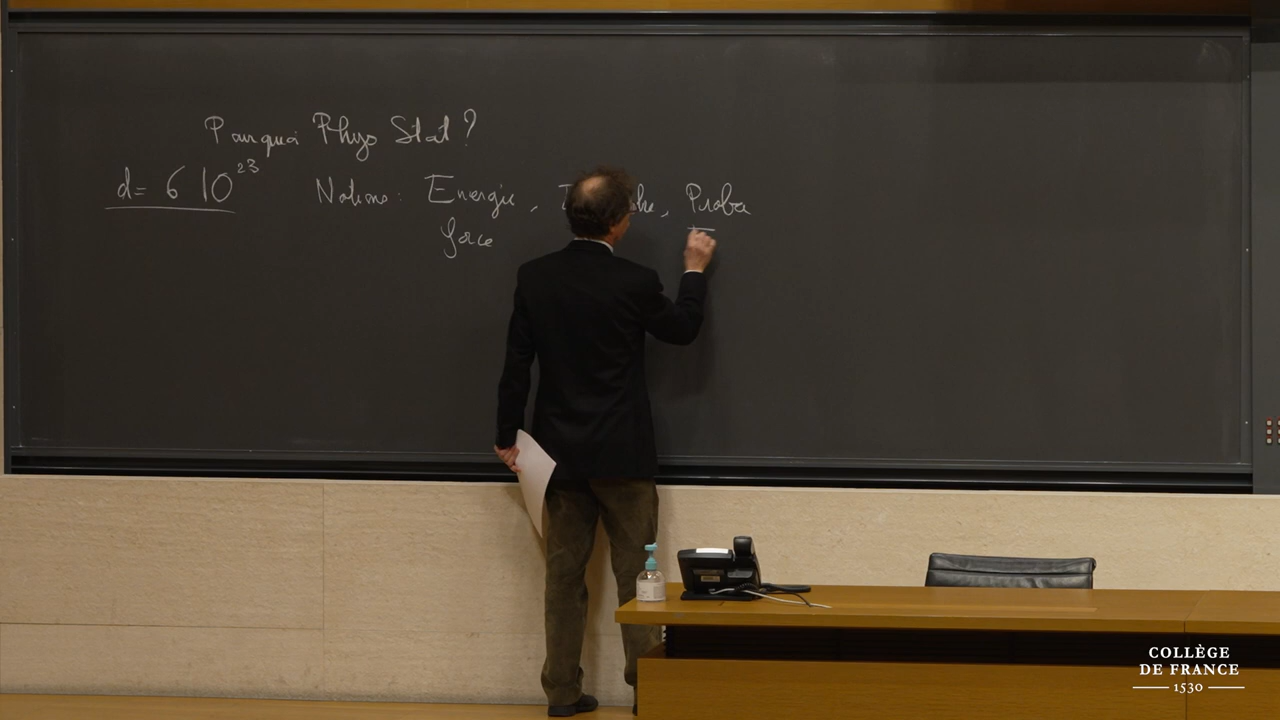 Pourquoi Phys Stat ?
d = 6 10²³ Notions : Energie , , Proba
force
COLLÈGE
DE FRANCE
1530